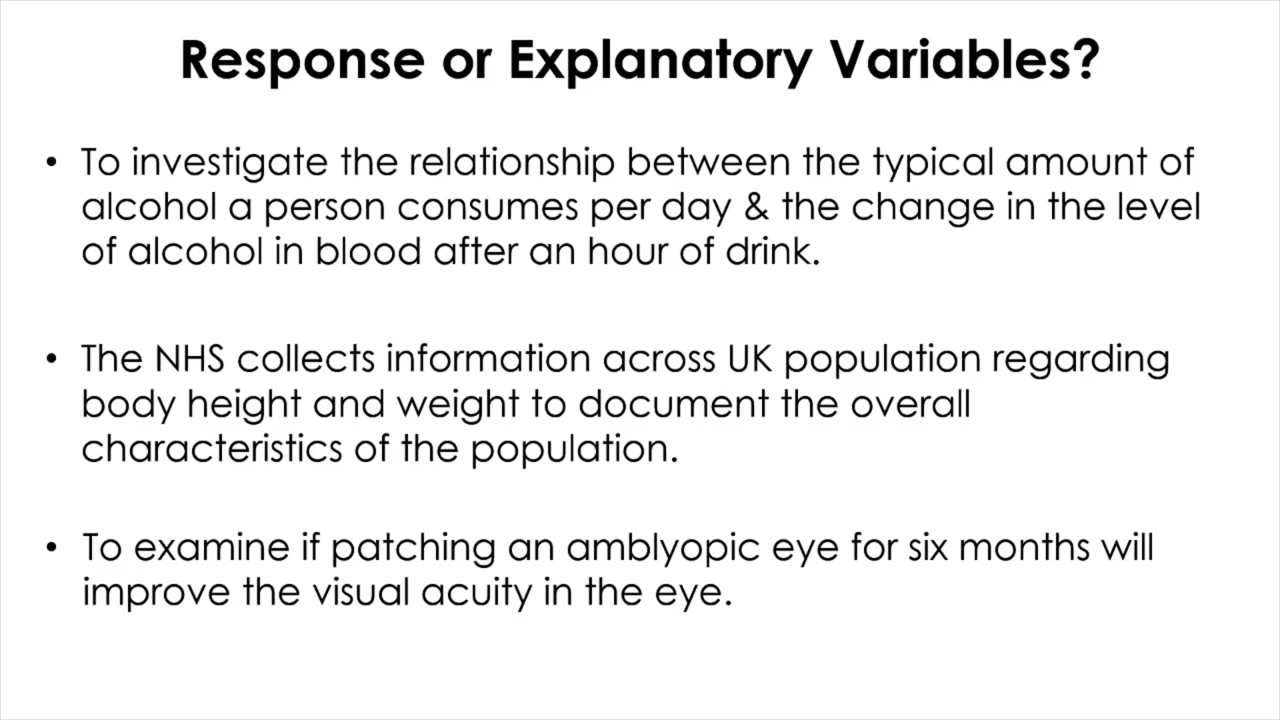 Response or Explanatory Variables?
• To investigate the relationship between the typical amount of
alcohol a person consumes per day & the change in the level
of alcohol in blood after an hour of drink.
• The NHS collects information across UK population regarding
body height and weight to document the overall
characteristics of the population.
• To examine if patching an amblyopic eye for six months will
improve the visual acuity in the eye.